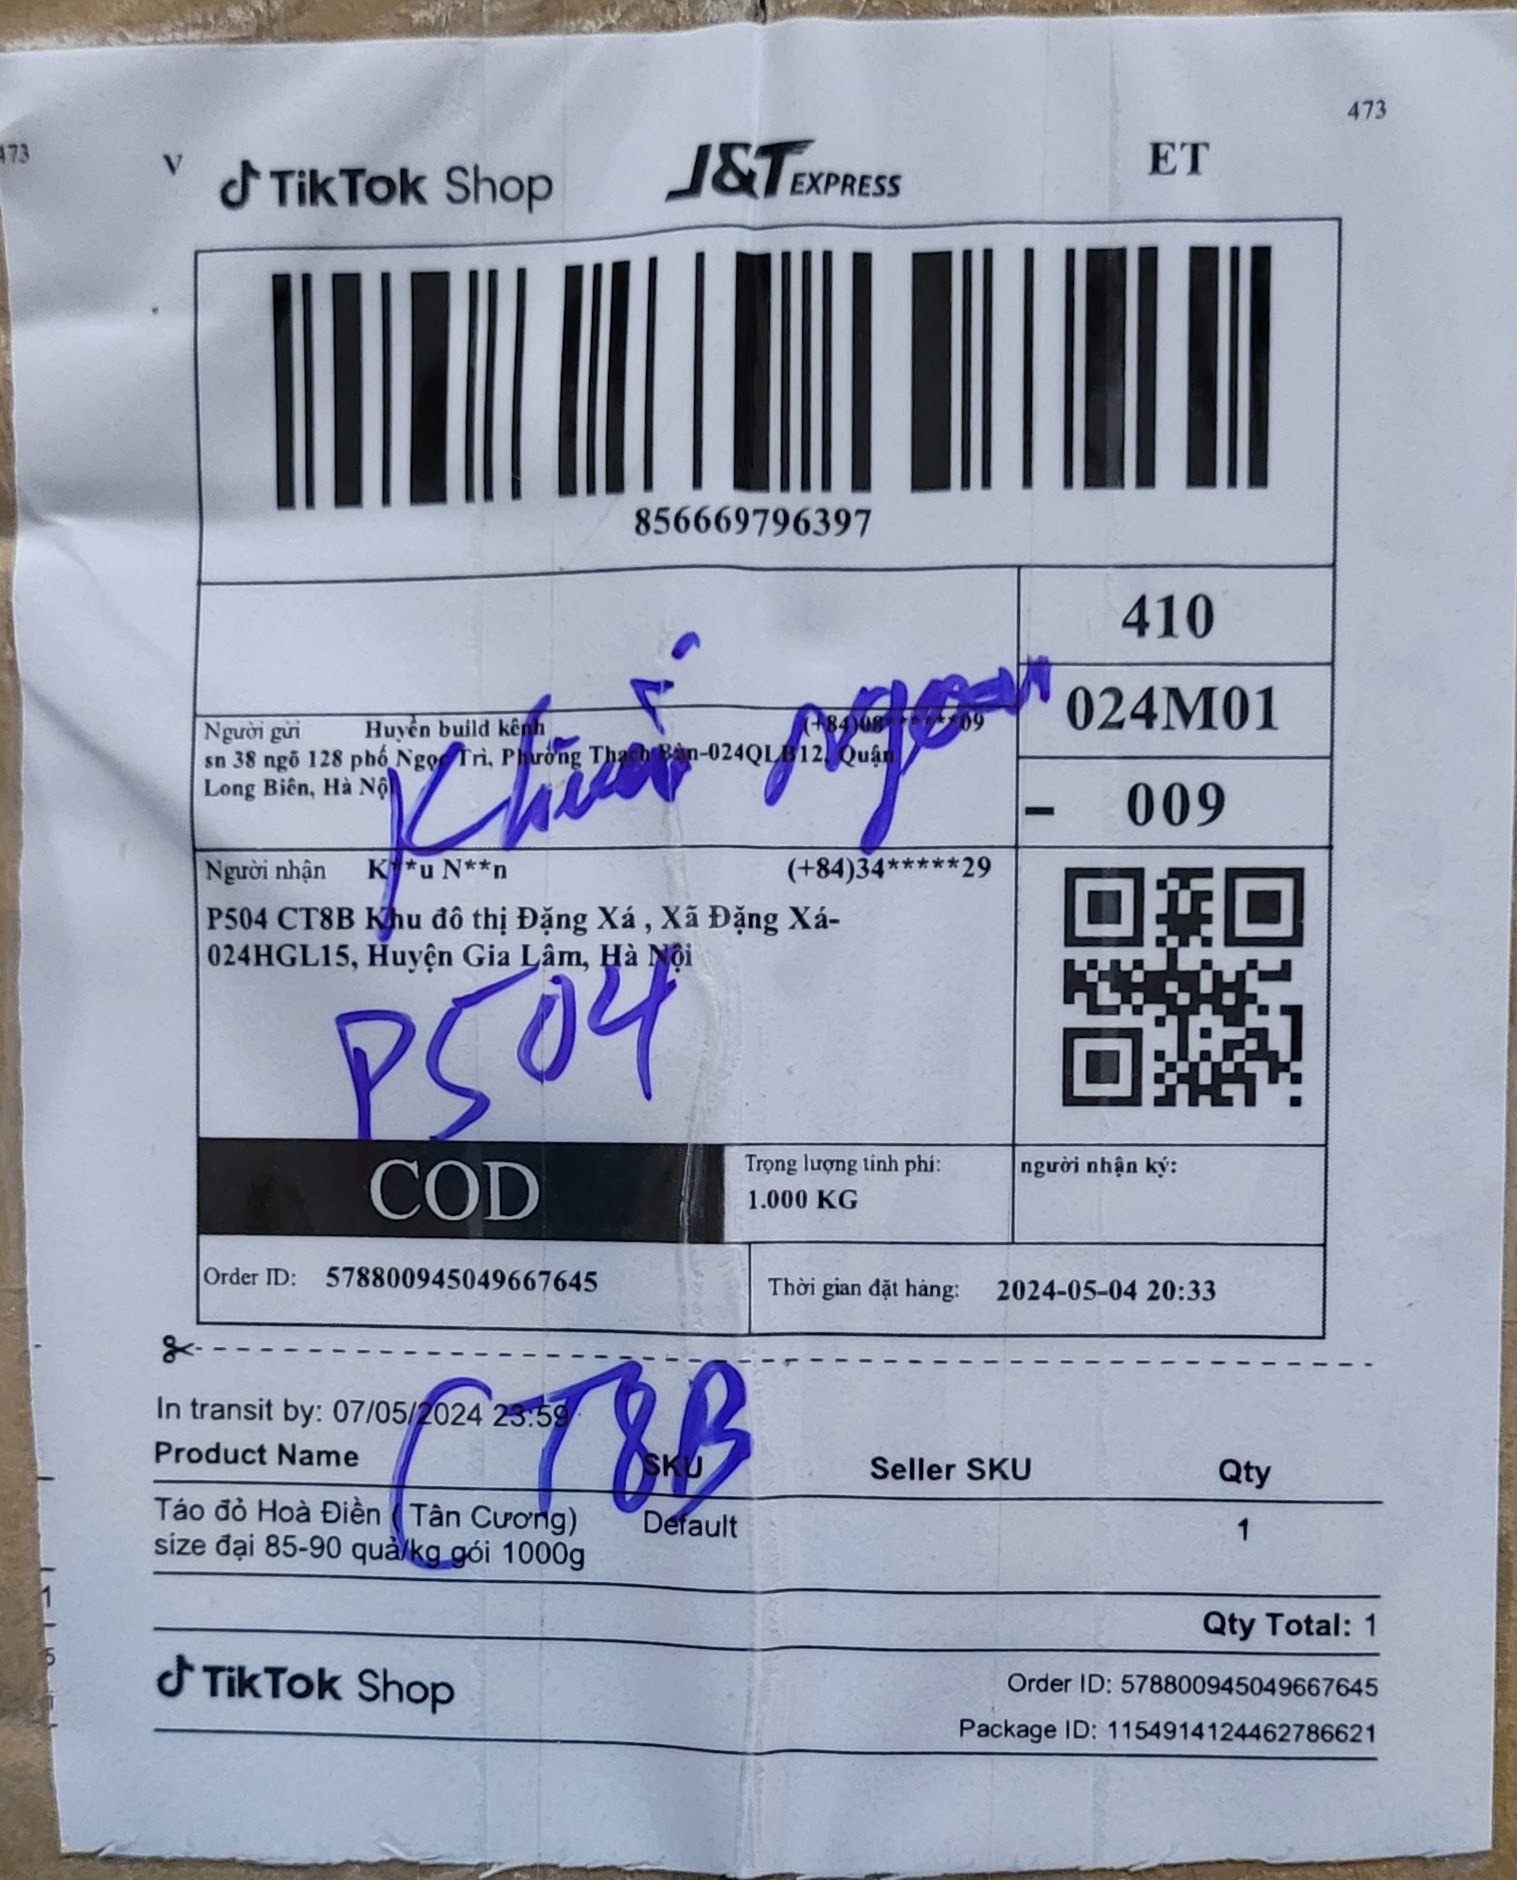 473
473
V
TikTok Shop
J&T EXPRESS
ET
856669796397
410
024M01
- 009
Người gửi Huyền build kênh (+84)08******09
sn 38 ngõ 128 phố Ngọc Trì, Phường Thạch Bàn-024QLB12, Quận
Long Biên, Hà Nội
Người nhận K**u N**n (+84)34*****29
P504 CT8B Khu đô thị Đặng Xá , Xã Đặng Xá-
024HGL15, Huyện Gia Lâm, Hà Nội
P504
COD
Trọng lượng tính phí:
1.000 KG
người nhận ký:
Order ID: 578800945049667645
Thời gian đặt hàng: 2024-05-04 20:33
CT8B
In transit by: 07/05/2024 23:59
Product Name SKU Seller SKU Qty
Táo đỏ Hoà Điền ( Tân Cương) Default 1
size đại 85-90 quả/kg gói 1000g
Qty Total: 1
TikTok Shop
Order ID: 578800945049667645
Package ID: 1154914124462786621